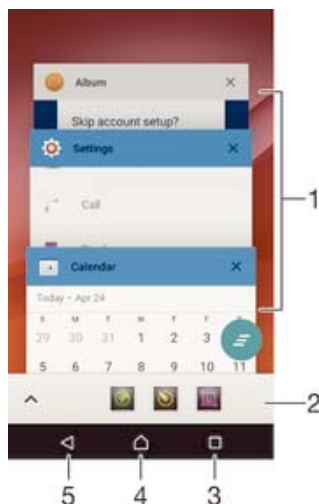 Album
Skip account setup?
Settings
Call
Calendar
Today – Apr 24
S M T W T F S
29 30 31 1 2 3
5 6 7 8 9 10 11
1
2
5 4 3